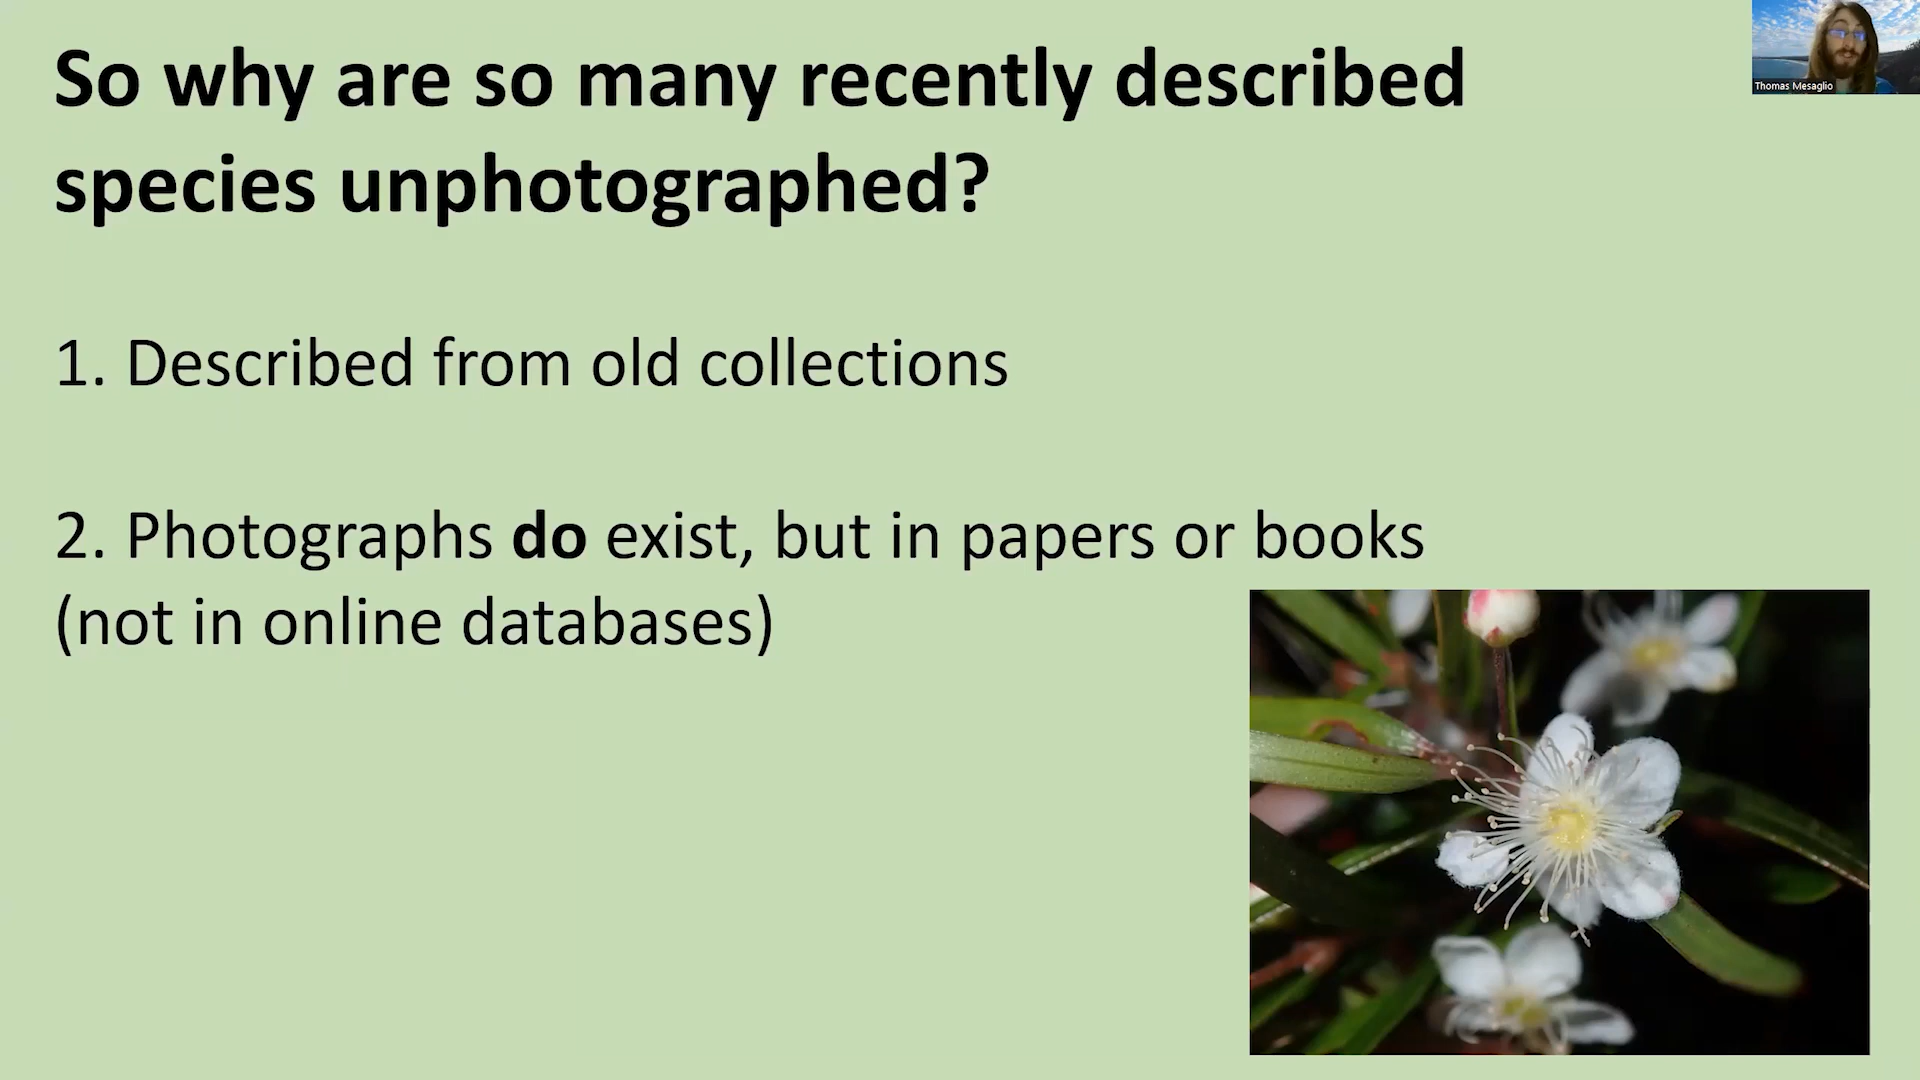 So why are so many recently described
species unphotographed?
Thomas Mesaglio
1. Described from old collections
2. Photographs do exist, but in papers or books
(not in online databases)